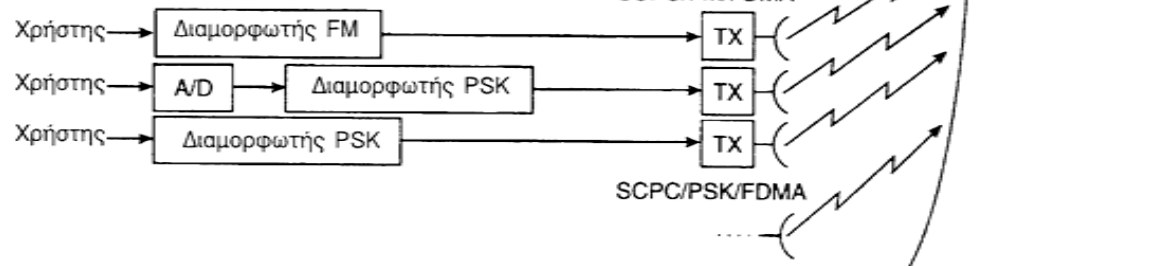 Χρήστης Διαμορφωτής FM TX
Χρήστης A/D Διαμορφωτής PSK TX
Χρήστης Διαμορφωτής PSK TX
SCPC/PSK/FDMA